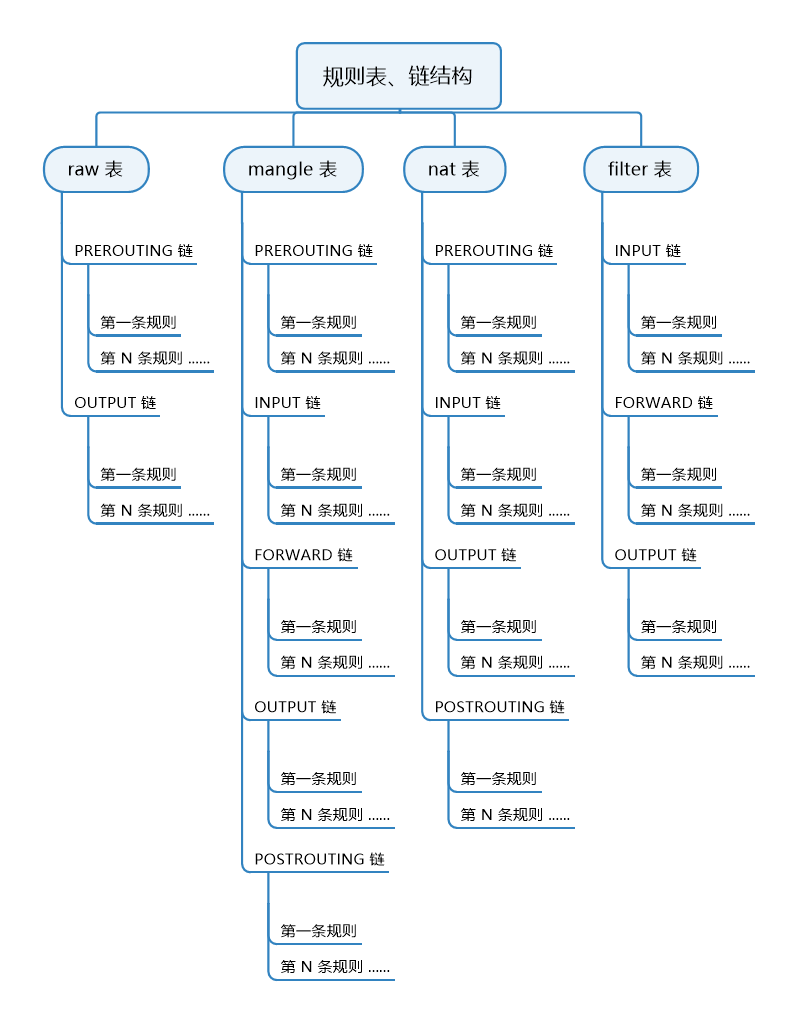 规则表、链结构
raw 表
PREROUTING 链
第一条规则
第 N 条规则 ......
OUTPUT 链
第一条规则
第 N 条规则 ......
mangle 表
PREROUTING 链
第一条规则
第 N 条规则 ......
INPUT 链
第一条规则
第 N 条规则 ......
FORWARD 链
第一条规则
第 N 条规则 ......
OUTPUT 链
第一条规则
第 N 条规则 ......
POSTROUTING 链
第一条规则
第 N 条规则 ......
nat 表
PREROUTING 链
第一条规则
第 N 条规则 ......
INPUT 链
第一条规则
第 N 条规则 ......
OUTPUT 链
第一条规则
第 N 条规则 ......
POSTROUTING 链
第一条规则
第 N 条规则 ......
filter 表
INPUT 链
第一条规则
第 N 条规则 ......
FORWARD 链
第一条规则
第 N 条规则 ......
OUTPUT 链
第一条规则
第 N 条规则 ......